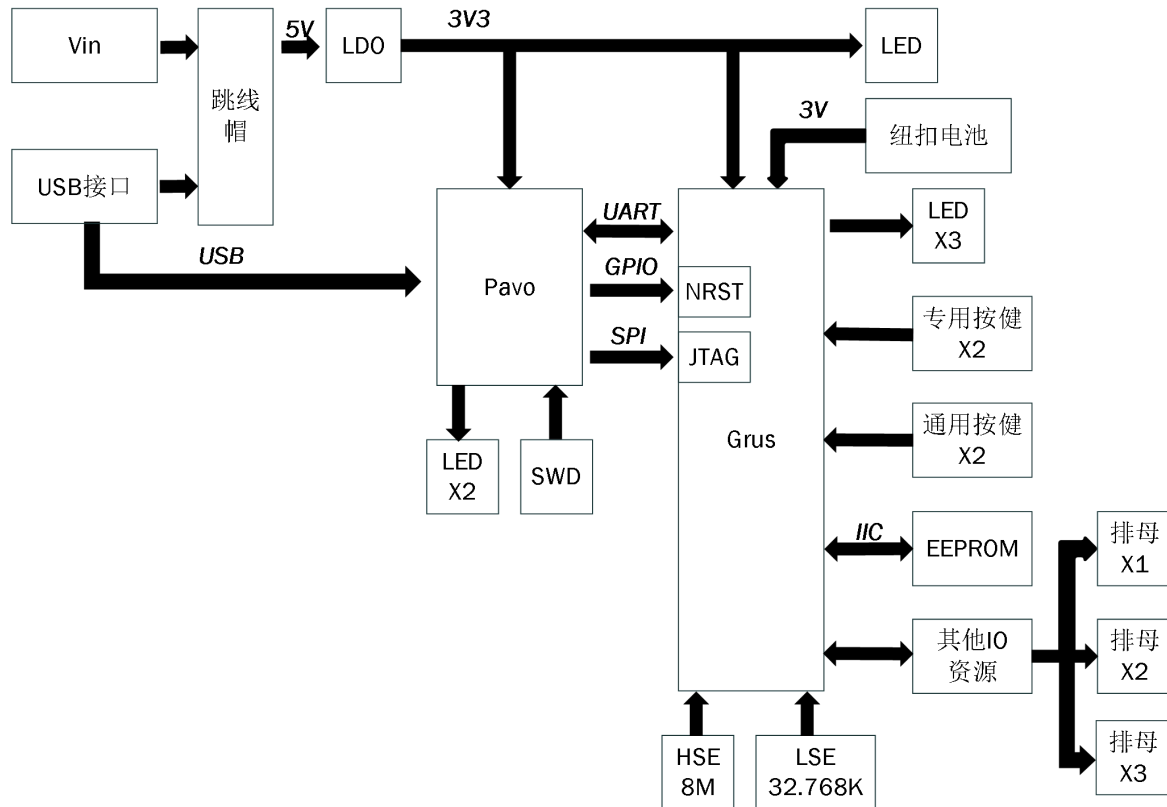 Vin
跳线
帽
5V
LDO
3V3
LED
3V
纽扣电池
USB接口
USB
Pavo
UART
GPIO
SPI
NRST
JTAG
Grus
LED
X3
专用按健
X2
通用按健
X2
LED
X2
SWD
IIC
EEPROM
其他IO
资源
排母
X1
排母
X2
排母
X3
HSE
8M
LSE
32.768K